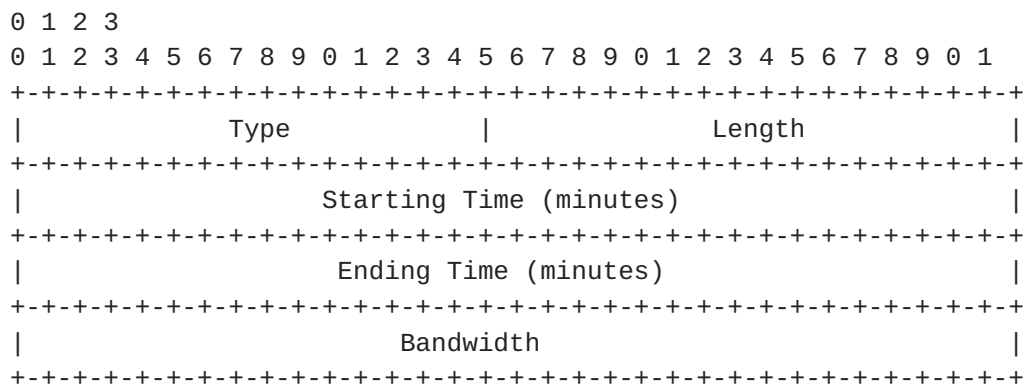 0 1 2 3
0 1 2 3 4 5 6 7 8 9 0 1 2 3 4 5 6 7 8 9 0 1 2 3 4 5 6 7 8 9 0 1
+-+-+-+-+-+-+-+-+-+-+-+-+-+-+-+-+-+-+-+-+-+-+-+-+-+-+-+-+-+-+-+-+
|             Type            |              Length             |
+-+-+-+-+-+-+-+-+-+-+-+-+-+-+-+-+-+-+-+-+-+-+-+-+-+-+-+-+-+-+-+-+
|                   Starting Time (minutes)                     |
+-+-+-+-+-+-+-+-+-+-+-+-+-+-+-+-+-+-+-+-+-+-+-+-+-+-+-+-+-+-+-+-+
|                    Ending Time (minutes)                      |
+-+-+-+-+-+-+-+-+-+-+-+-+-+-+-+-+-+-+-+-+-+-+-+-+-+-+-+-+-+-+-+-+
|                        Bandwidth                              |
+-+-+-+-+-+-+-+-+-+-+-+-+-+-+-+-+-+-+-+-+-+-+-+-+-+-+-+-+-+-+-+-+